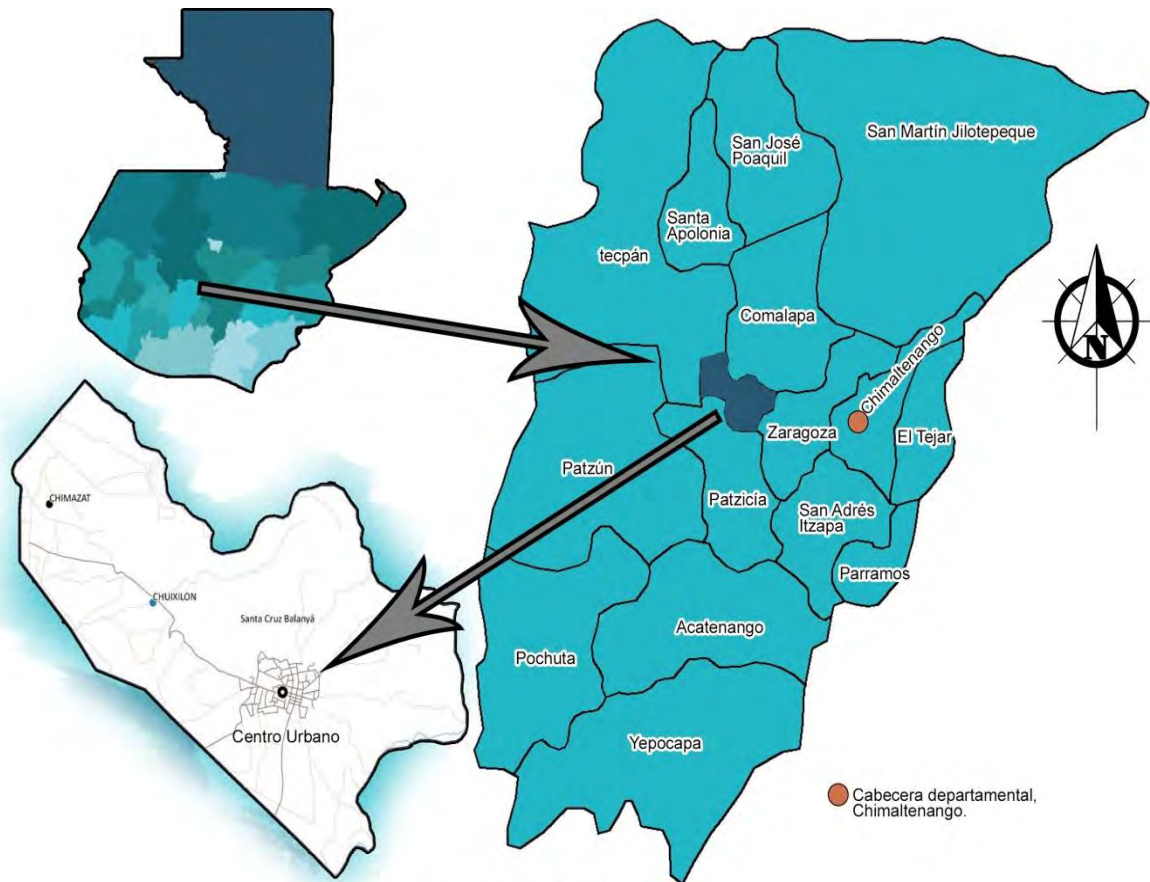 San Martín Jilotepeque
San José
Poaquil
Santa
Apolonia
tecpán
Comalapa
Chimaltenango
Zaragoza
El Tejar
Patzún
Patzicía
San Adrés
Itzapa
Parramos
Acatenango
Pochuta
Yepocapa
N
CHIMAZAT
CHUIXILON
Santa Cruz Balanyá
Centro Urbano
Cabecera departamental,
Chimaltenango.